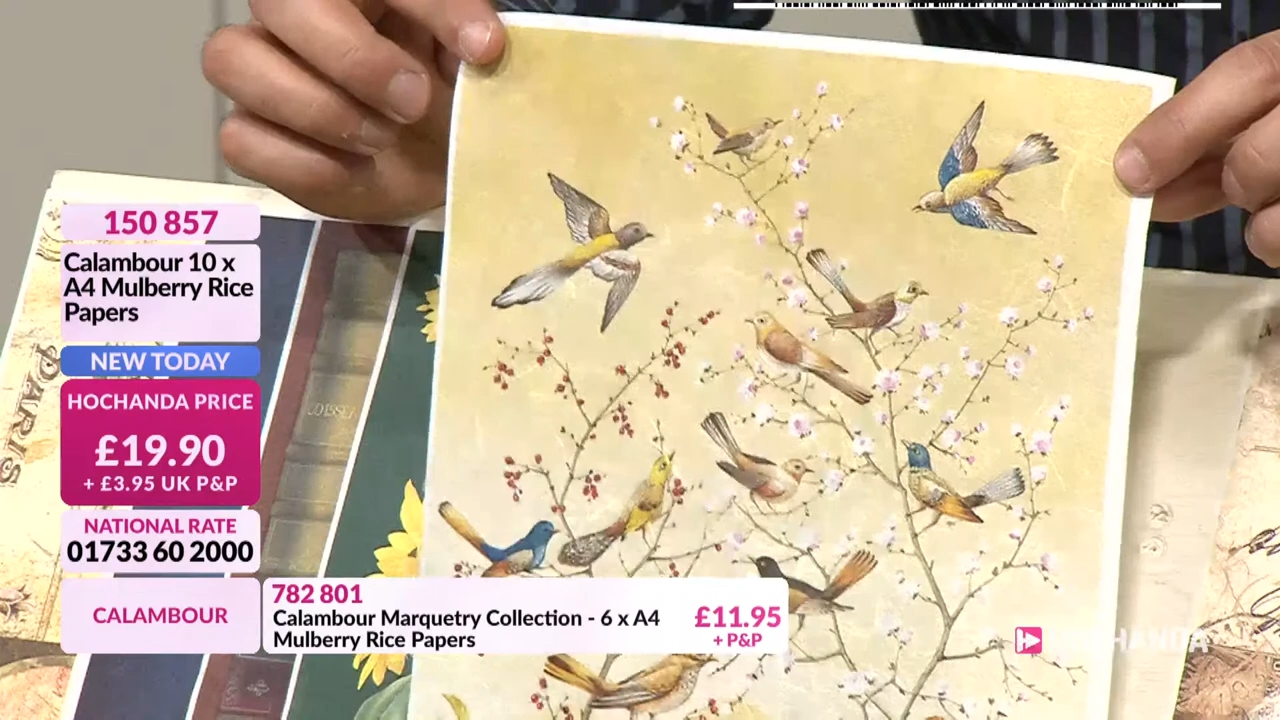 150 857
Calambour 10 x
A4 Mulberry Rice
Papers
NEW TODAY
HOCHANDA PRICE
£19.90
+ £3.95 UK P&P
NATIONAL RATE
01733 60 2000
CALAMBOUR
782 801
Calambour Marquetry Collection - 6 x A4
Mulberry Rice Papers
£11.95
+ P&P
PARIS
HOCHANDA